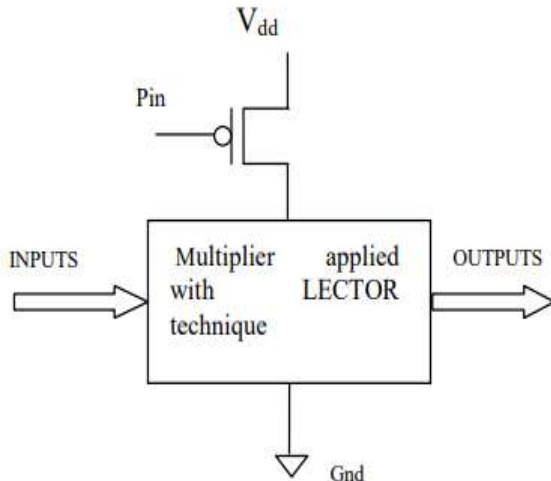 Vdd
Pin
INPUTS
Multiplier applied
with LECTOR
technique
OUTPUTS
Gnd